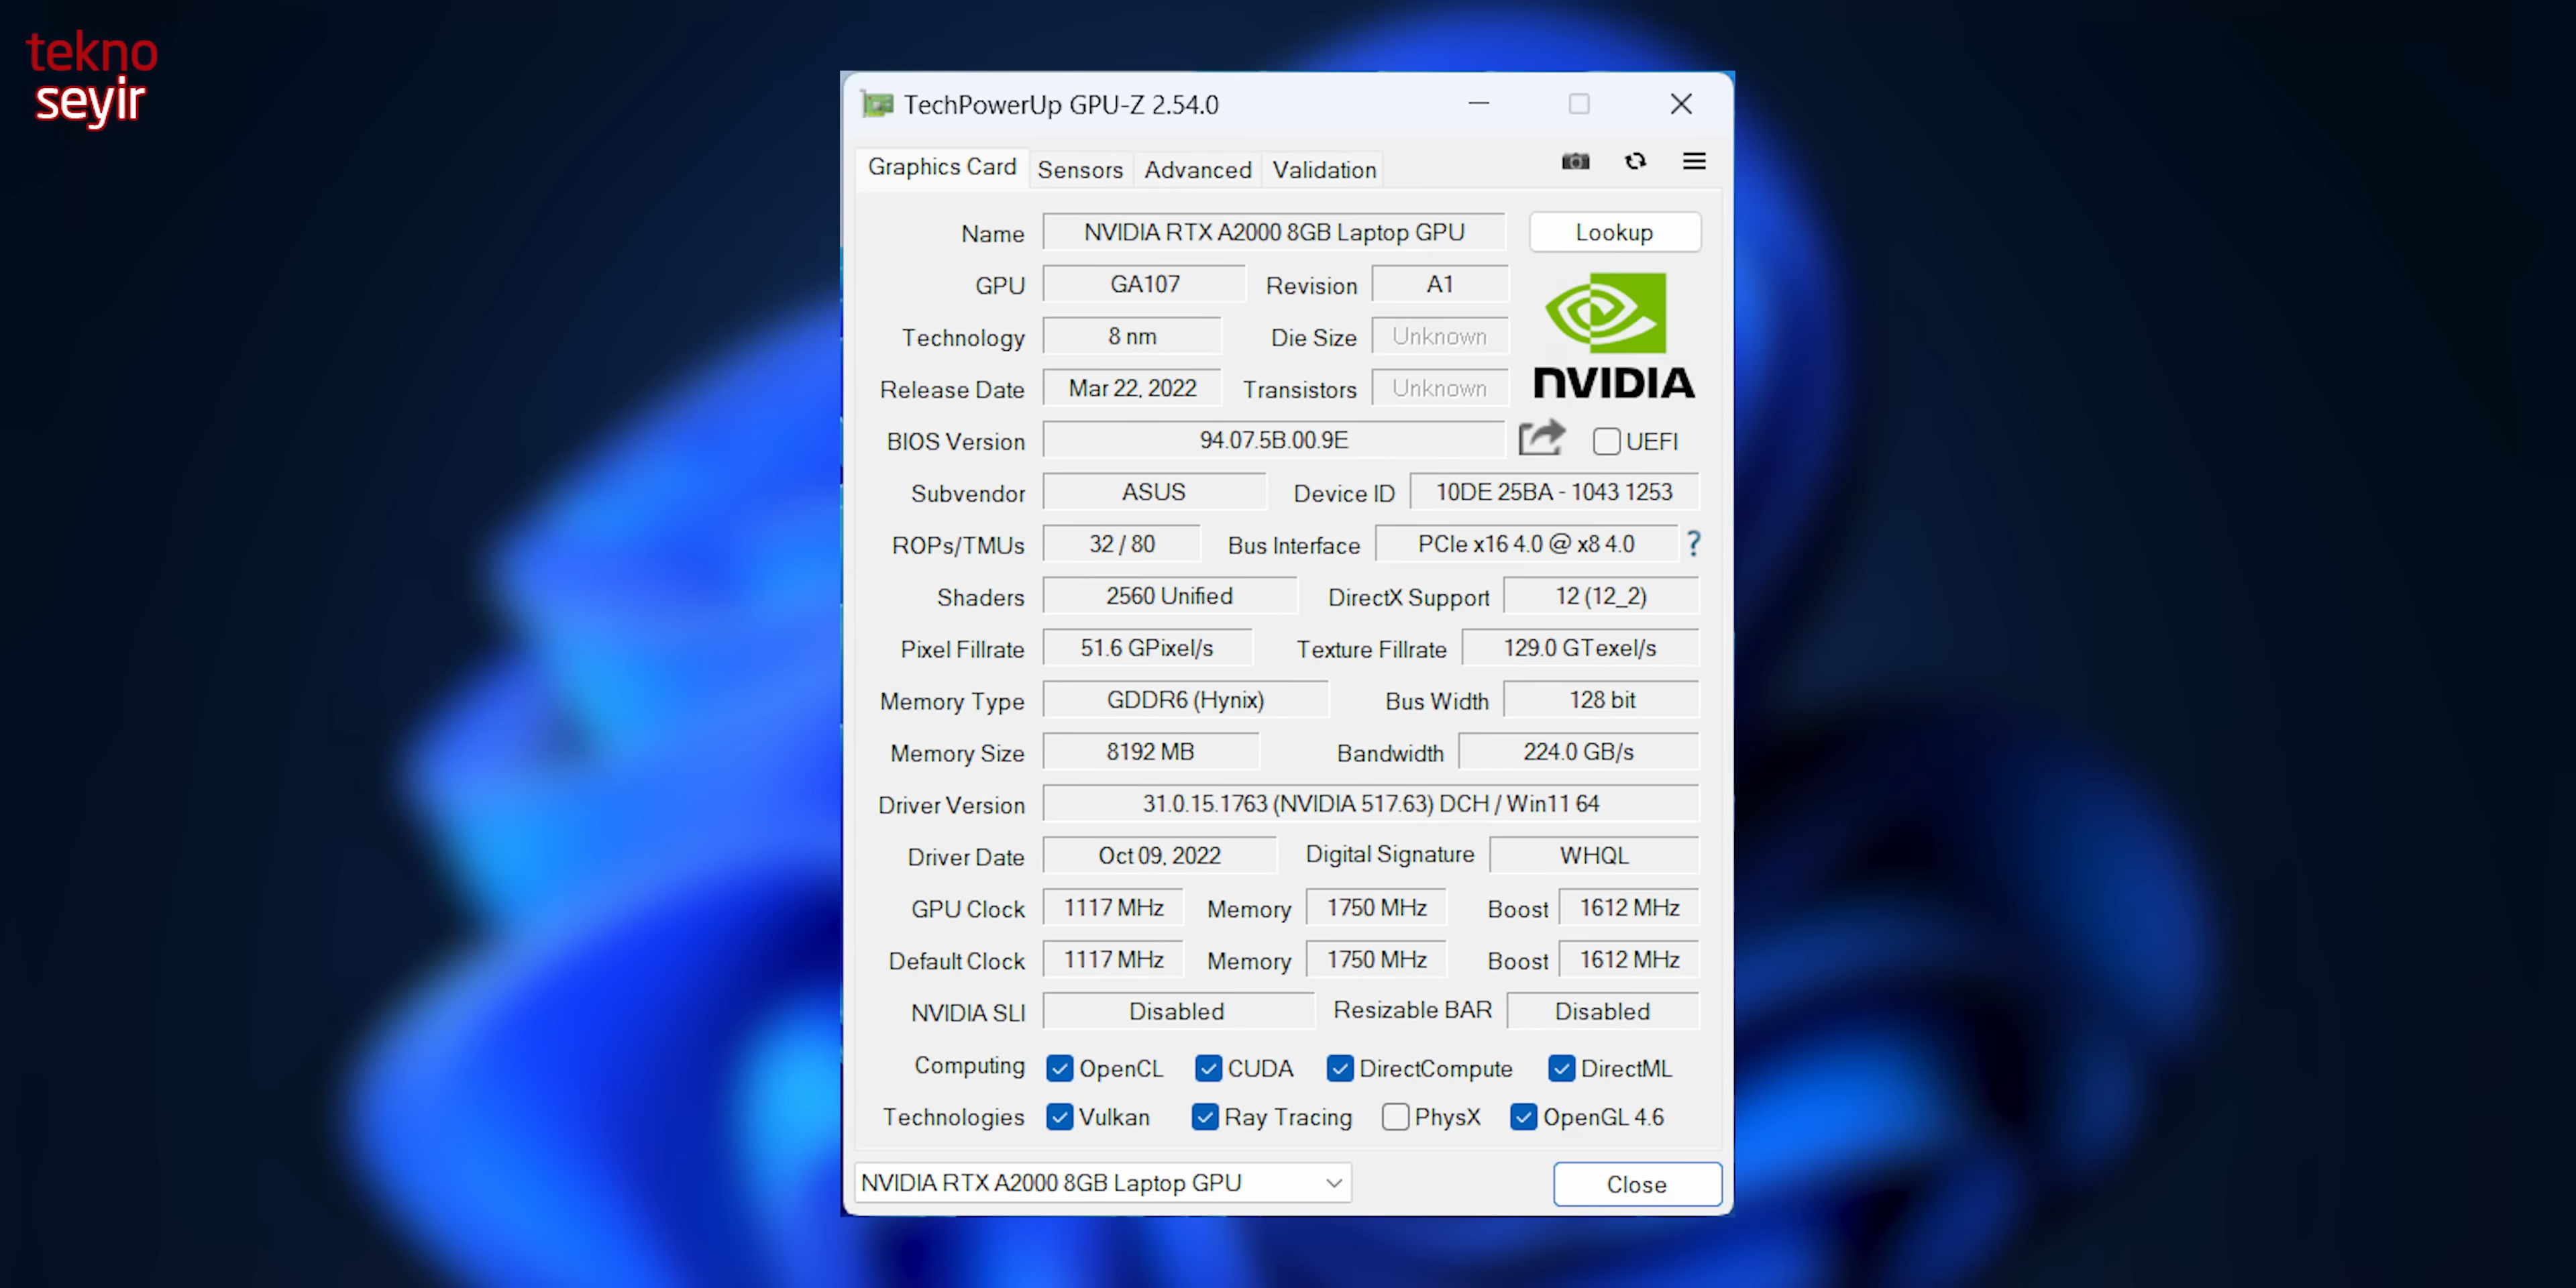 tekno
seyir
TechPowerUp GPU-Z 2.54.0
Graphics Card Sensors Advanced Validation
Name NVIDIA RTX A2000 8GB Laptop GPU Lookup
GPU GA107 Revision A1
Technology 8 nm Die Size Unknown
Release Date Mar 22, 2022 Transistors Unknown
NVIDIA
BIOS Version 94.07.5B.00.9E UEFI
Subvendor ASUS Device ID 10DE 25BA - 1043 1253
ROPs/TMUs 32 / 80 Bus Interface PCIe x16 4.0 @ x8 4.0 ?
Shaders 2560 Unified DirectX Support 12 (12_2)
Pixel Fillrate 51.6 GPixel/s Texture Fillrate 129.0 GTexel/s
Memory Type GDDR6 (Hynix) Bus Width 128 bit
Memory Size 8192 MB Bandwidth 224.0 GB/s
Driver Version 31.0.15.1763 (NVIDIA 517.63) DCH / Win11 64
Driver Date Oct 09, 2022 Digital Signature WHQL
GPU Clock 1117 MHz Memory 1750 MHz Boost 1612 MHz
Default Clock 1117 MHz Memory 1750 MHz Boost 1612 MHz
NVIDIA SLI Disabled Resizable BAR Disabled
Computing OpenCL CUDA DirectCompute DirectML
Technologies Vulkan Ray Tracing PhysX OpenGL 4.6
NVIDIA RTX A2000 8GB Laptop GPU Close